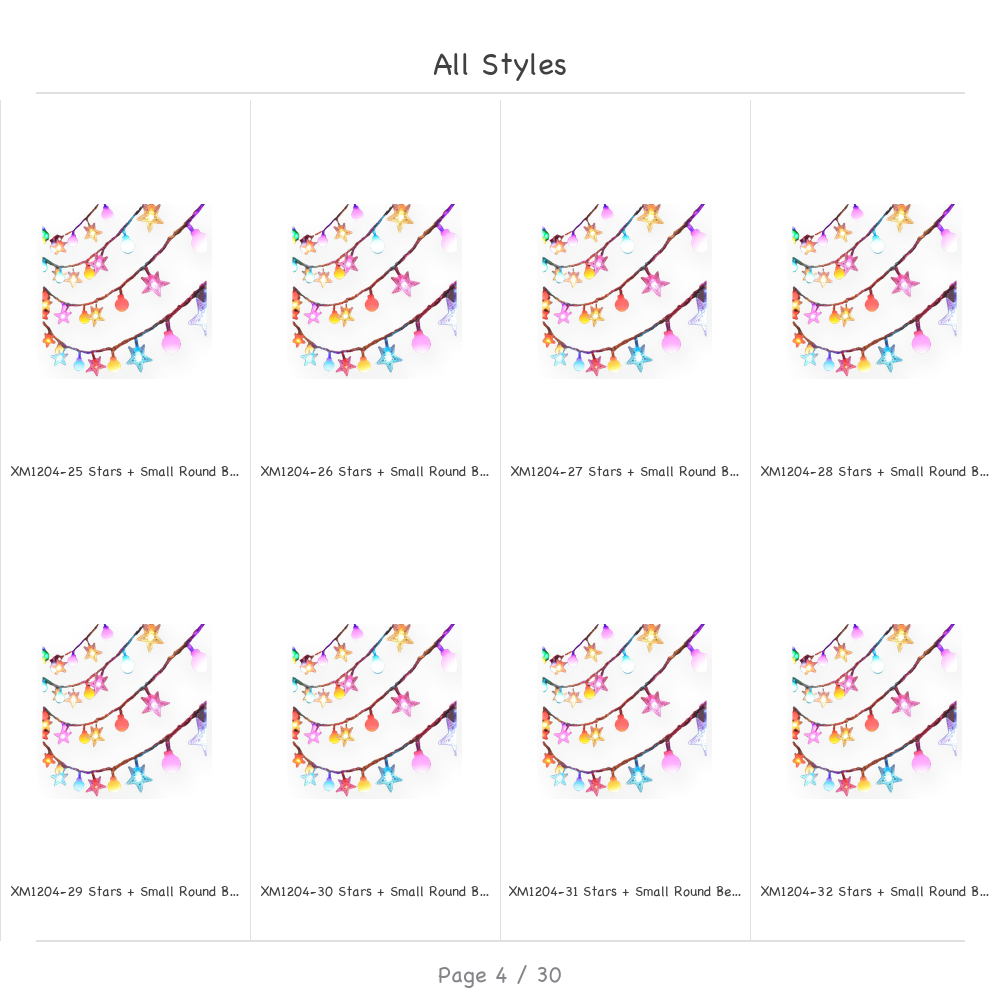 All Styles
XM1204-25 Stars + Small Round B...
XM1204-26 Stars + Small Round B...
XM1204-27 Stars + Small Round B...
XM1204-28 Stars + Small Round B...
XM1204-29 Stars + Small Round B...
XM1204-30 Stars + Small Round B...
XM1204-31 Stars + Small Round Be...
XM1204-32 Stars + Small Round B...
Page 4 / 30